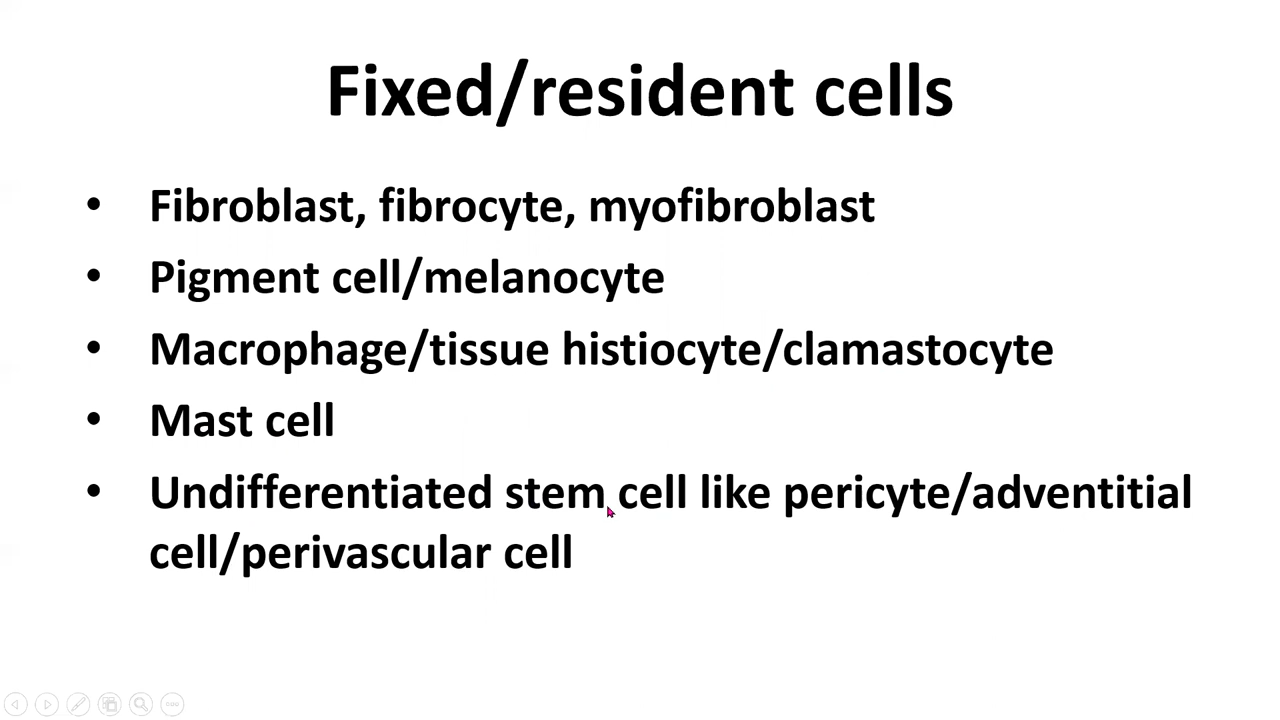 Fixed/resident cells
• Fibroblast, fibrocyte, myofibroblast
• Pigment cell/melanocyte
• Macrophage/tissue histiocyte/clamastocyte
• Mast cell
• Undifferentiated stem cell like pericyte/adventitial
cell/perivascular cell